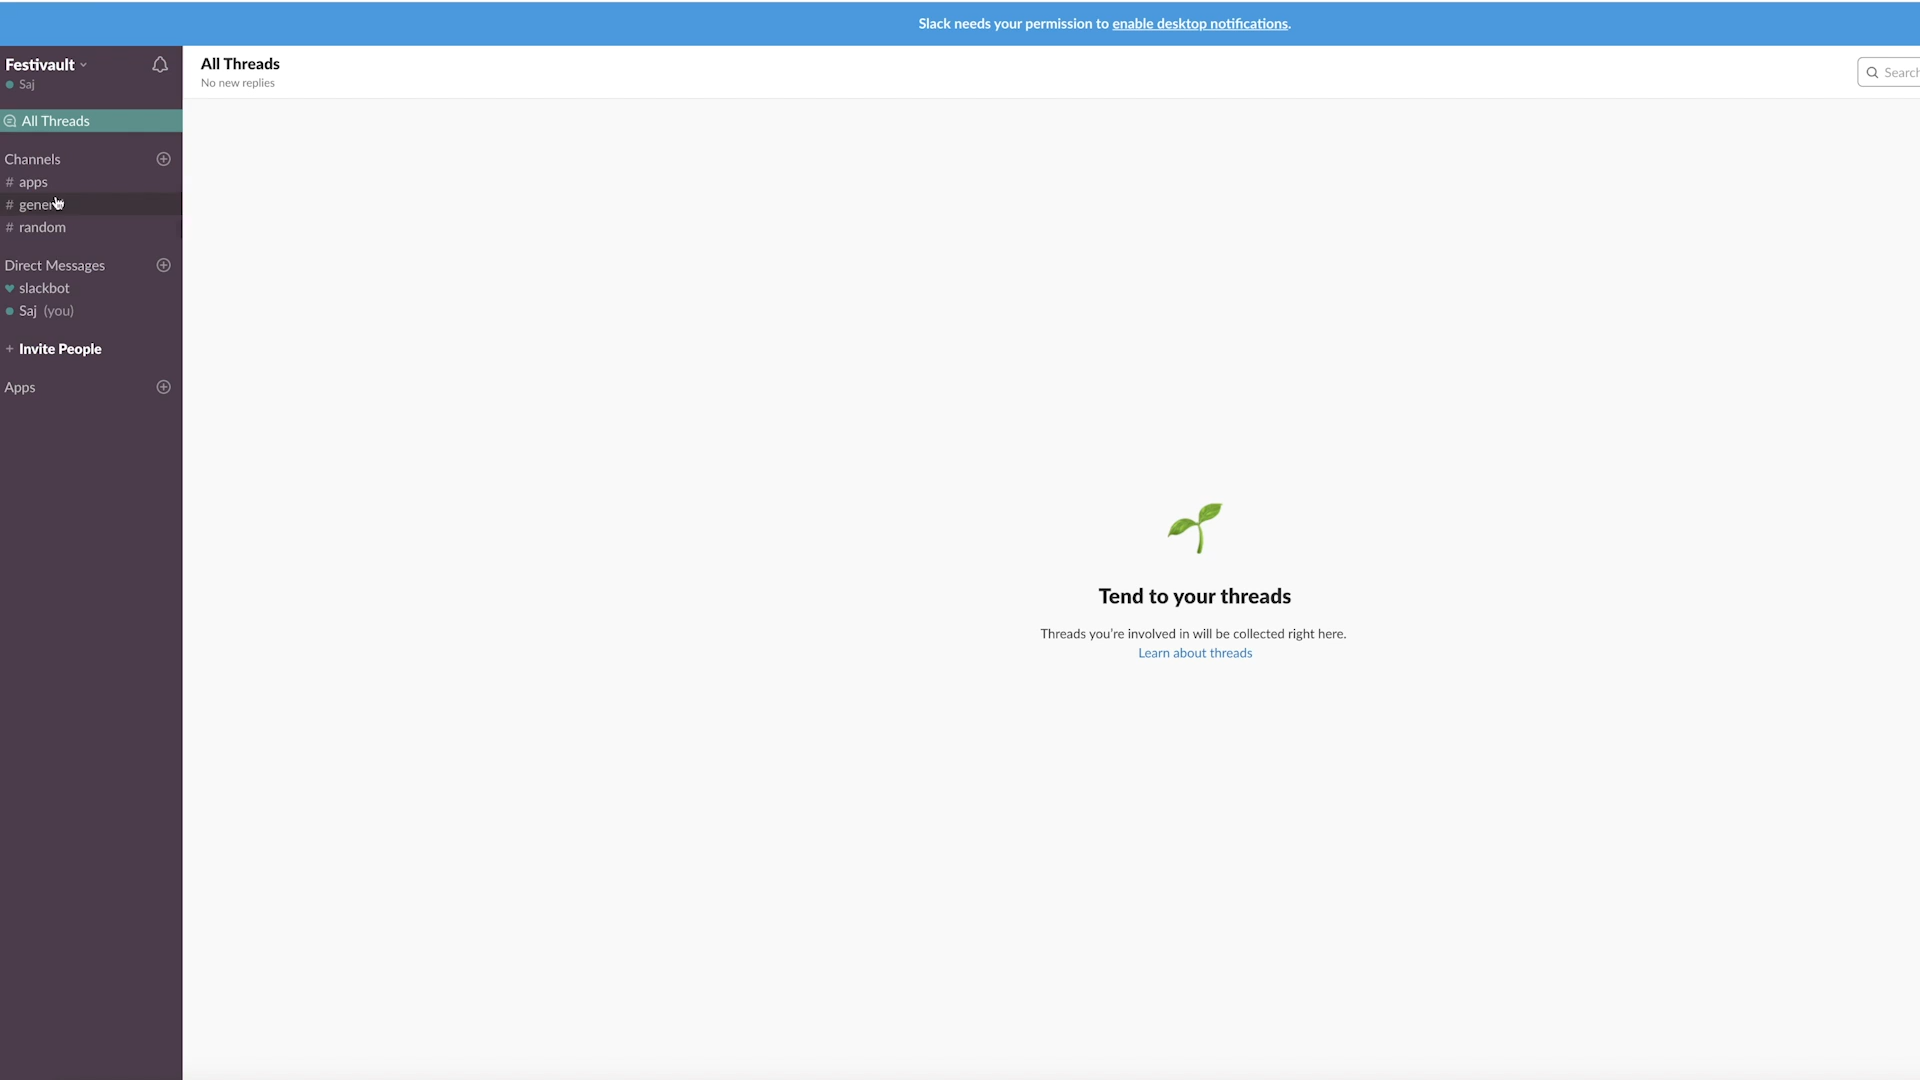 Slack needs your permission to enable desktop notifications.
Festivault
Saj
All Threads
No new replies
Search
All Threads
Channels
# apps
# gener
# random
Direct Messages
slackbot
Saj (you)
+ Invite People
Apps
Tend to your threads
Threads you're involved in will be collected right here.
Learn about threads